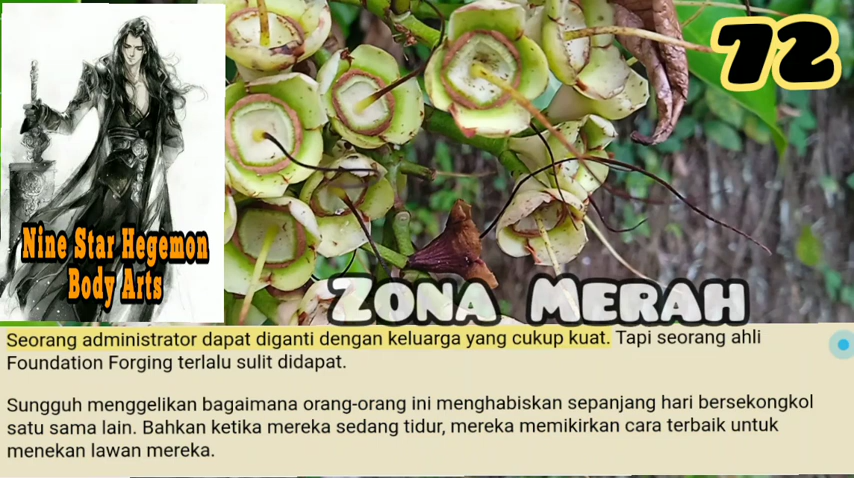 72
Nine Star Hegemon
Body Arts
Zona Merah
Seorang administrator dapat diganti dengan keluarga yang cukup kuat. Tapi seorang ahli
Foundation Forging terlalu sulit didapat.
Sungguh menggelikan bagaimana orang-orang ini menghabiskan sepanjang hari bersekongkol
satu sama lain. Bahkan ketika mereka sedang tidur, mereka memikirkan cara terbaik untuk
menekan lawan mereka.